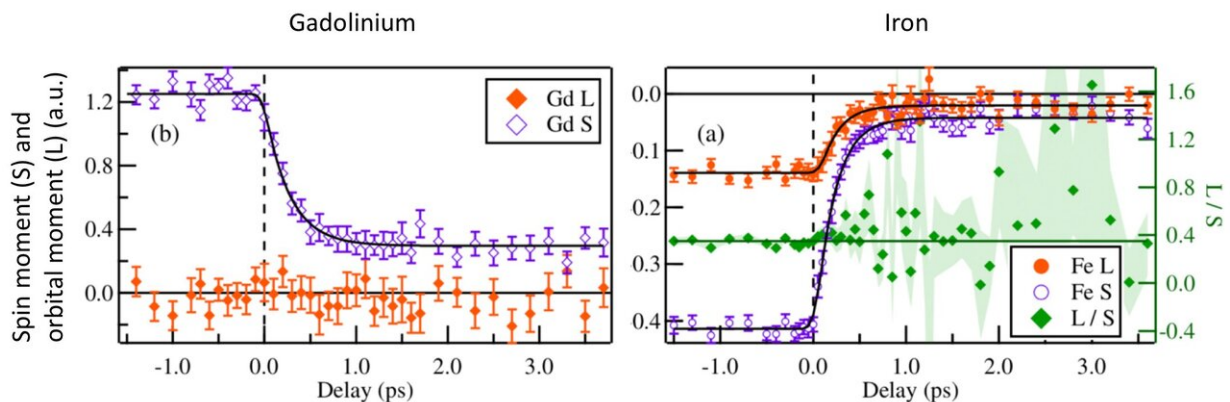 Gadolinium
Iron
Spin moment (S) and
orbital moment (L) (a.u.)
1.2
0.8
0.4
0.0
(b)
Gd L
Gd S
-1.0
0.0
1.0
2.0
3.0
Delay (ps)
0.0
0.1
0.2
0.3
0.4
(a)
Fe L
Fe S
L / S
-1.0
0.0
1.0
2.0
3.0
Delay (ps)
1.6
1.2
0.8
0.4
0.0
-0.4
L / S